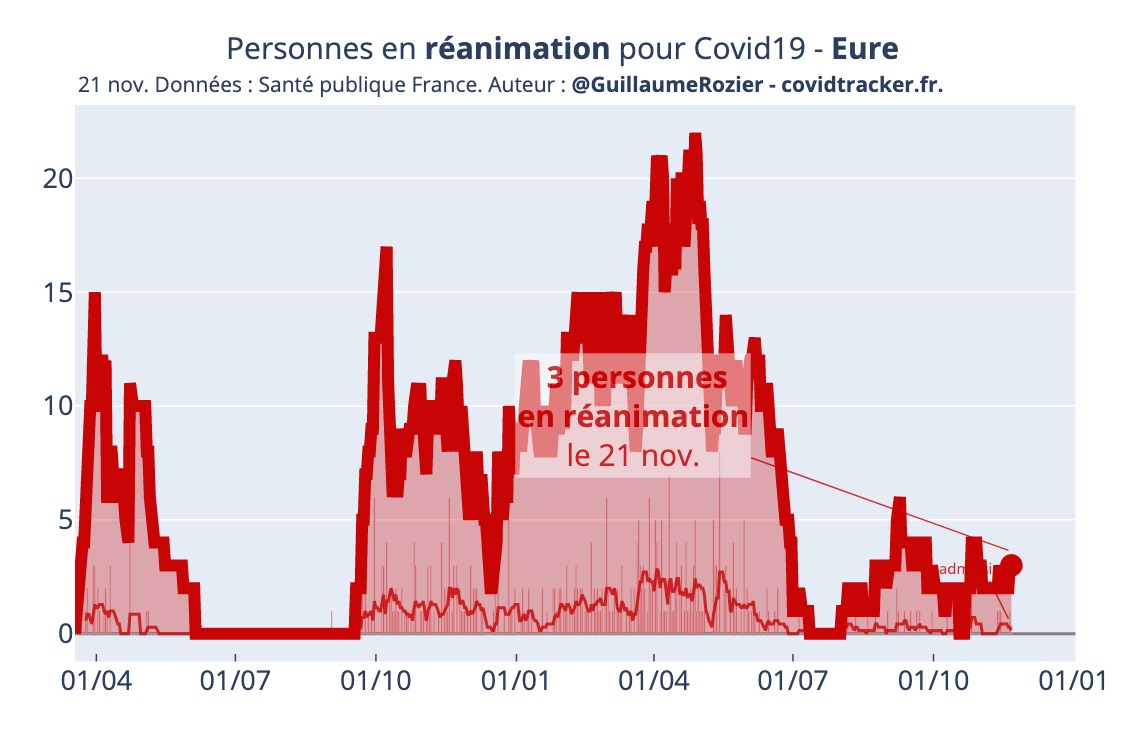 Personnes en réanimation pour Covid19 - Eure
21 nov. Données : Santé publique France. Auteur : @GuillaumeRozier - covidtracker.fr.
20
15
10
5
0
3 personnes
en réanimation
le 21 nov.
01/04
01/07
01/10
01/01
01/04
01/07
01/10
01/01